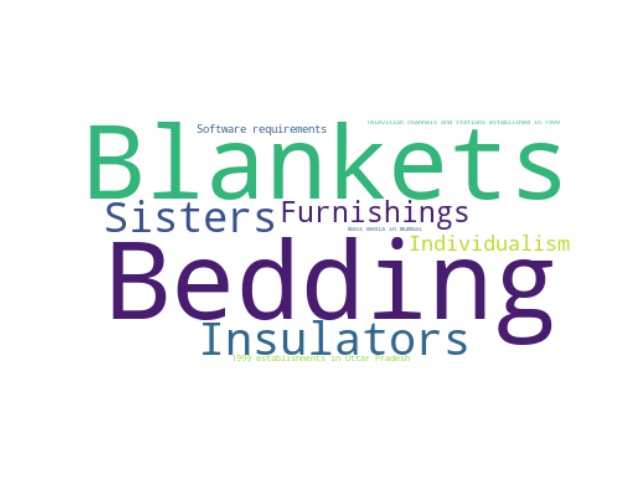 Television channels and stations established in 1999
Software requirements
Blankets
Sisters
Furnishings
Mass media in Mumbai
Individualism
Bedding
Insulators
1999 establishments in Uttar Pradesh